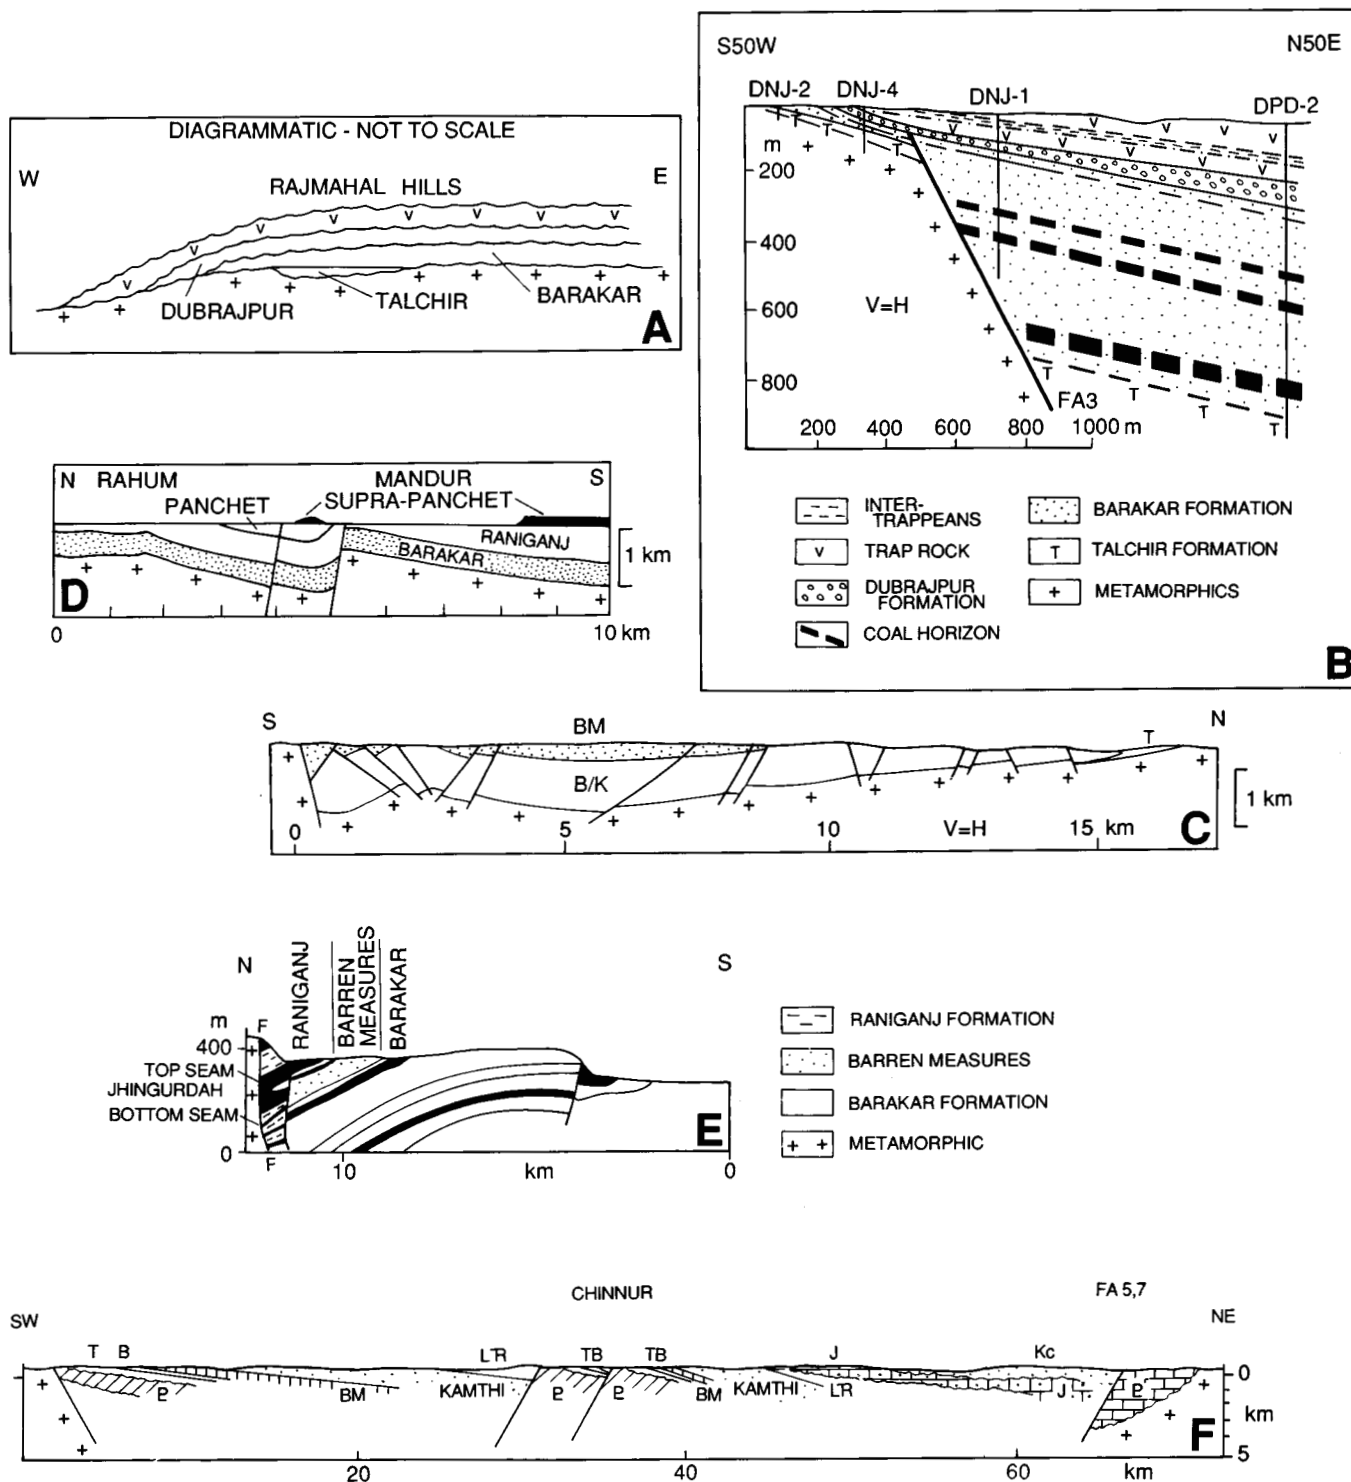 DIAGRAMMATIC - NOT TO SCALE
W
E
RAJMAHAL HILLS
V V V V V
V
V
V
DUBRAJPUR
TALCHIR
BARAKAR
A
S50W
N50E
DNJ-2
DNJ-4
DNJ-1
DPD-2
m
200
400
600
800
V=H
T
FA3
200 400 600 800 1000 m
INTER-
TRAPPEANS
V TRAP ROCK
DUBRAJPUR
FORMATION
COAL HORIZON
BARAKAR FORMATION
T TALCHIR FORMATION
+ METAMORPHICS
B
N RAHUM
MANDUR S
PANCHET
SUPRA-PANCHET
RANIGANJ
BARAKAR
1 km
D
0
10 km
S
BM
N
T
B/K
1 km
0 5 10 V=H 15 km
C
N
RANIGANJ
BARREN
MEASURES
BARAKAR
S
m
F
400
TOP SEAM
JHINGURDAH
BOTTOM SEAM
0
F
10 km 0
E
RANIGANJ FORMATION
BARREN MEASURES
BARAKAR FORMATION
+ + METAMORPHIC
CHINNUR
FA 5,7
SW
NE
T B
TB TB
J
Kc
BM
KAMTHI
BM
KAMTHI
J
0
km
5
F
20 40 60 km